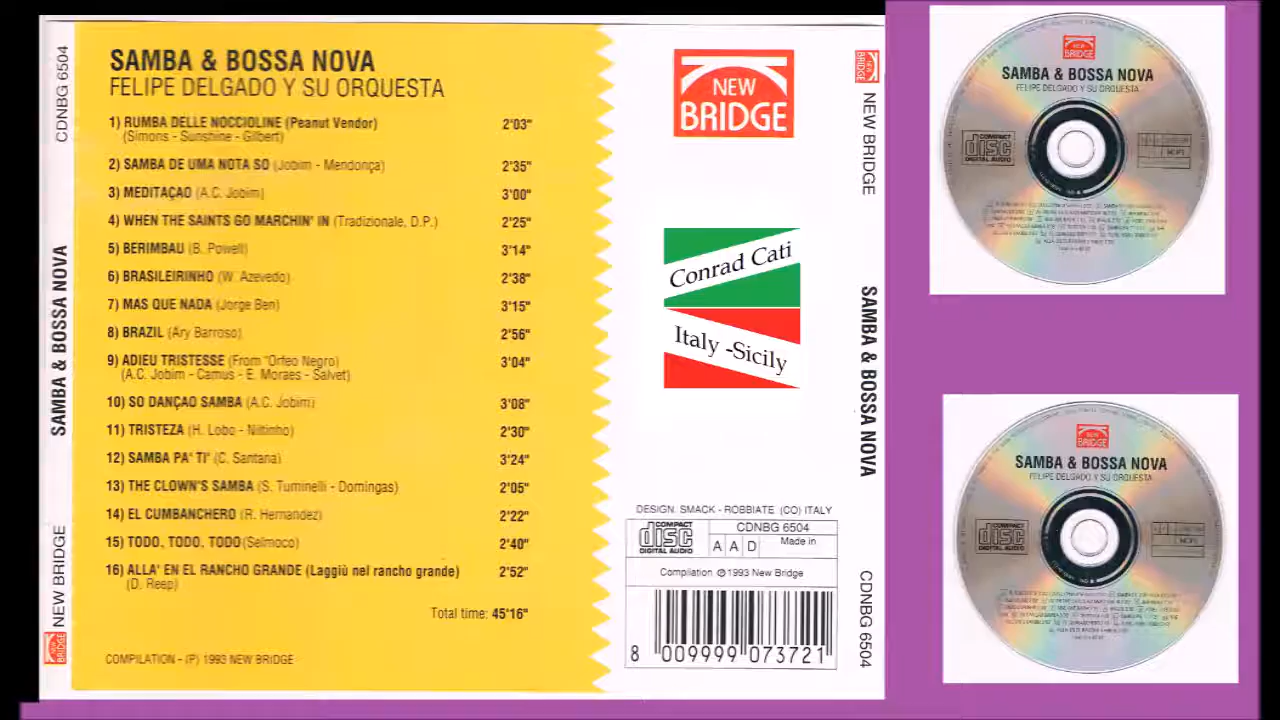 SAMBA & BOSSA NOVA
FELIPE DELGADO Y SU ORQUESTA
1) RUMBA DELLE NOCCIOLINE (Peanut Vendor) 2'03"
(Simons - Sunshine - Gilbert)
2) SAMBA DE UMA NOTA SO (Jobim - Mendonça) 2'35"
3) MEDITAÇAO (A.C. Jobim) 3'00"
4) WHEN THE SAINTS GO MARCHIN' IN (Tradizionale, D.P.) 2'25"
5) BERIMBAU (B. Powell) 3'14"
6) BRASILEIRINHO (W. Azevedo) 2'38"
7) MAS QUE NADA (Jorge Ben) 3'15"
8) BRAZIL (Ary Barroso) 2'56"
9) ADIEU TRISTESSE (From "Orfeo Negro) 3'04"
(A.C. Jobim - Camus - E. Moraes - Salvet)
10) SO DANÇAO SAMBA (A.C. Jobim) 3'08"
11) TRISTEZA (H. Lobo - Niltinho) 2'30"
12) SAMBA PA' TI' (C. Santana) 3'24"
13) THE CLOWN'S SAMBA (S. Tuminelli - Domingas) 2'05"
14) EL CUMBANCHERO (R. Hernandez) 2'22"
15) TODO, TODO, TODO (Selmoco) 2'40"
16) ALLA' EN EL RANCHO GRANDE (Laggiù nel rancho grande) 2'52"
(D. Reep)
Total time: 45'16"
COMPILATION - (P) 1993 NEW BRIDGE
CDNBG 6504
SAMBA & BOSSA NOVA
NEW BRIDGE
NEW
BRIDGE
NEW
BRIDGE
Conrad Cati
Italy -Sicily
DESIGN: SMACK - ROBBIATE (CO) ITALY
COMPACT
disc
DIGITAL AUDIO
CDNBG 6504
A A D
Made in
Compilation ℗ 1993 New Bridge
8 009999 073721
NEW
BRIDGE
NEW BRIDGE
SAMBA & BOSSA NOVA
CDNBG 6504
NEW
BRIDGE
SAMBA & BOSSA NOVA
FELIPE DELGADO Y SU ORQUESTA
COMPACT
disc
DIGITAL AUDIO
NEW
BRIDGE
SAMBA & BOSSA NOVA
FELIPE DELGADO Y SU ORQUESTA
COMPACT
disc
DIGITAL AUDIO